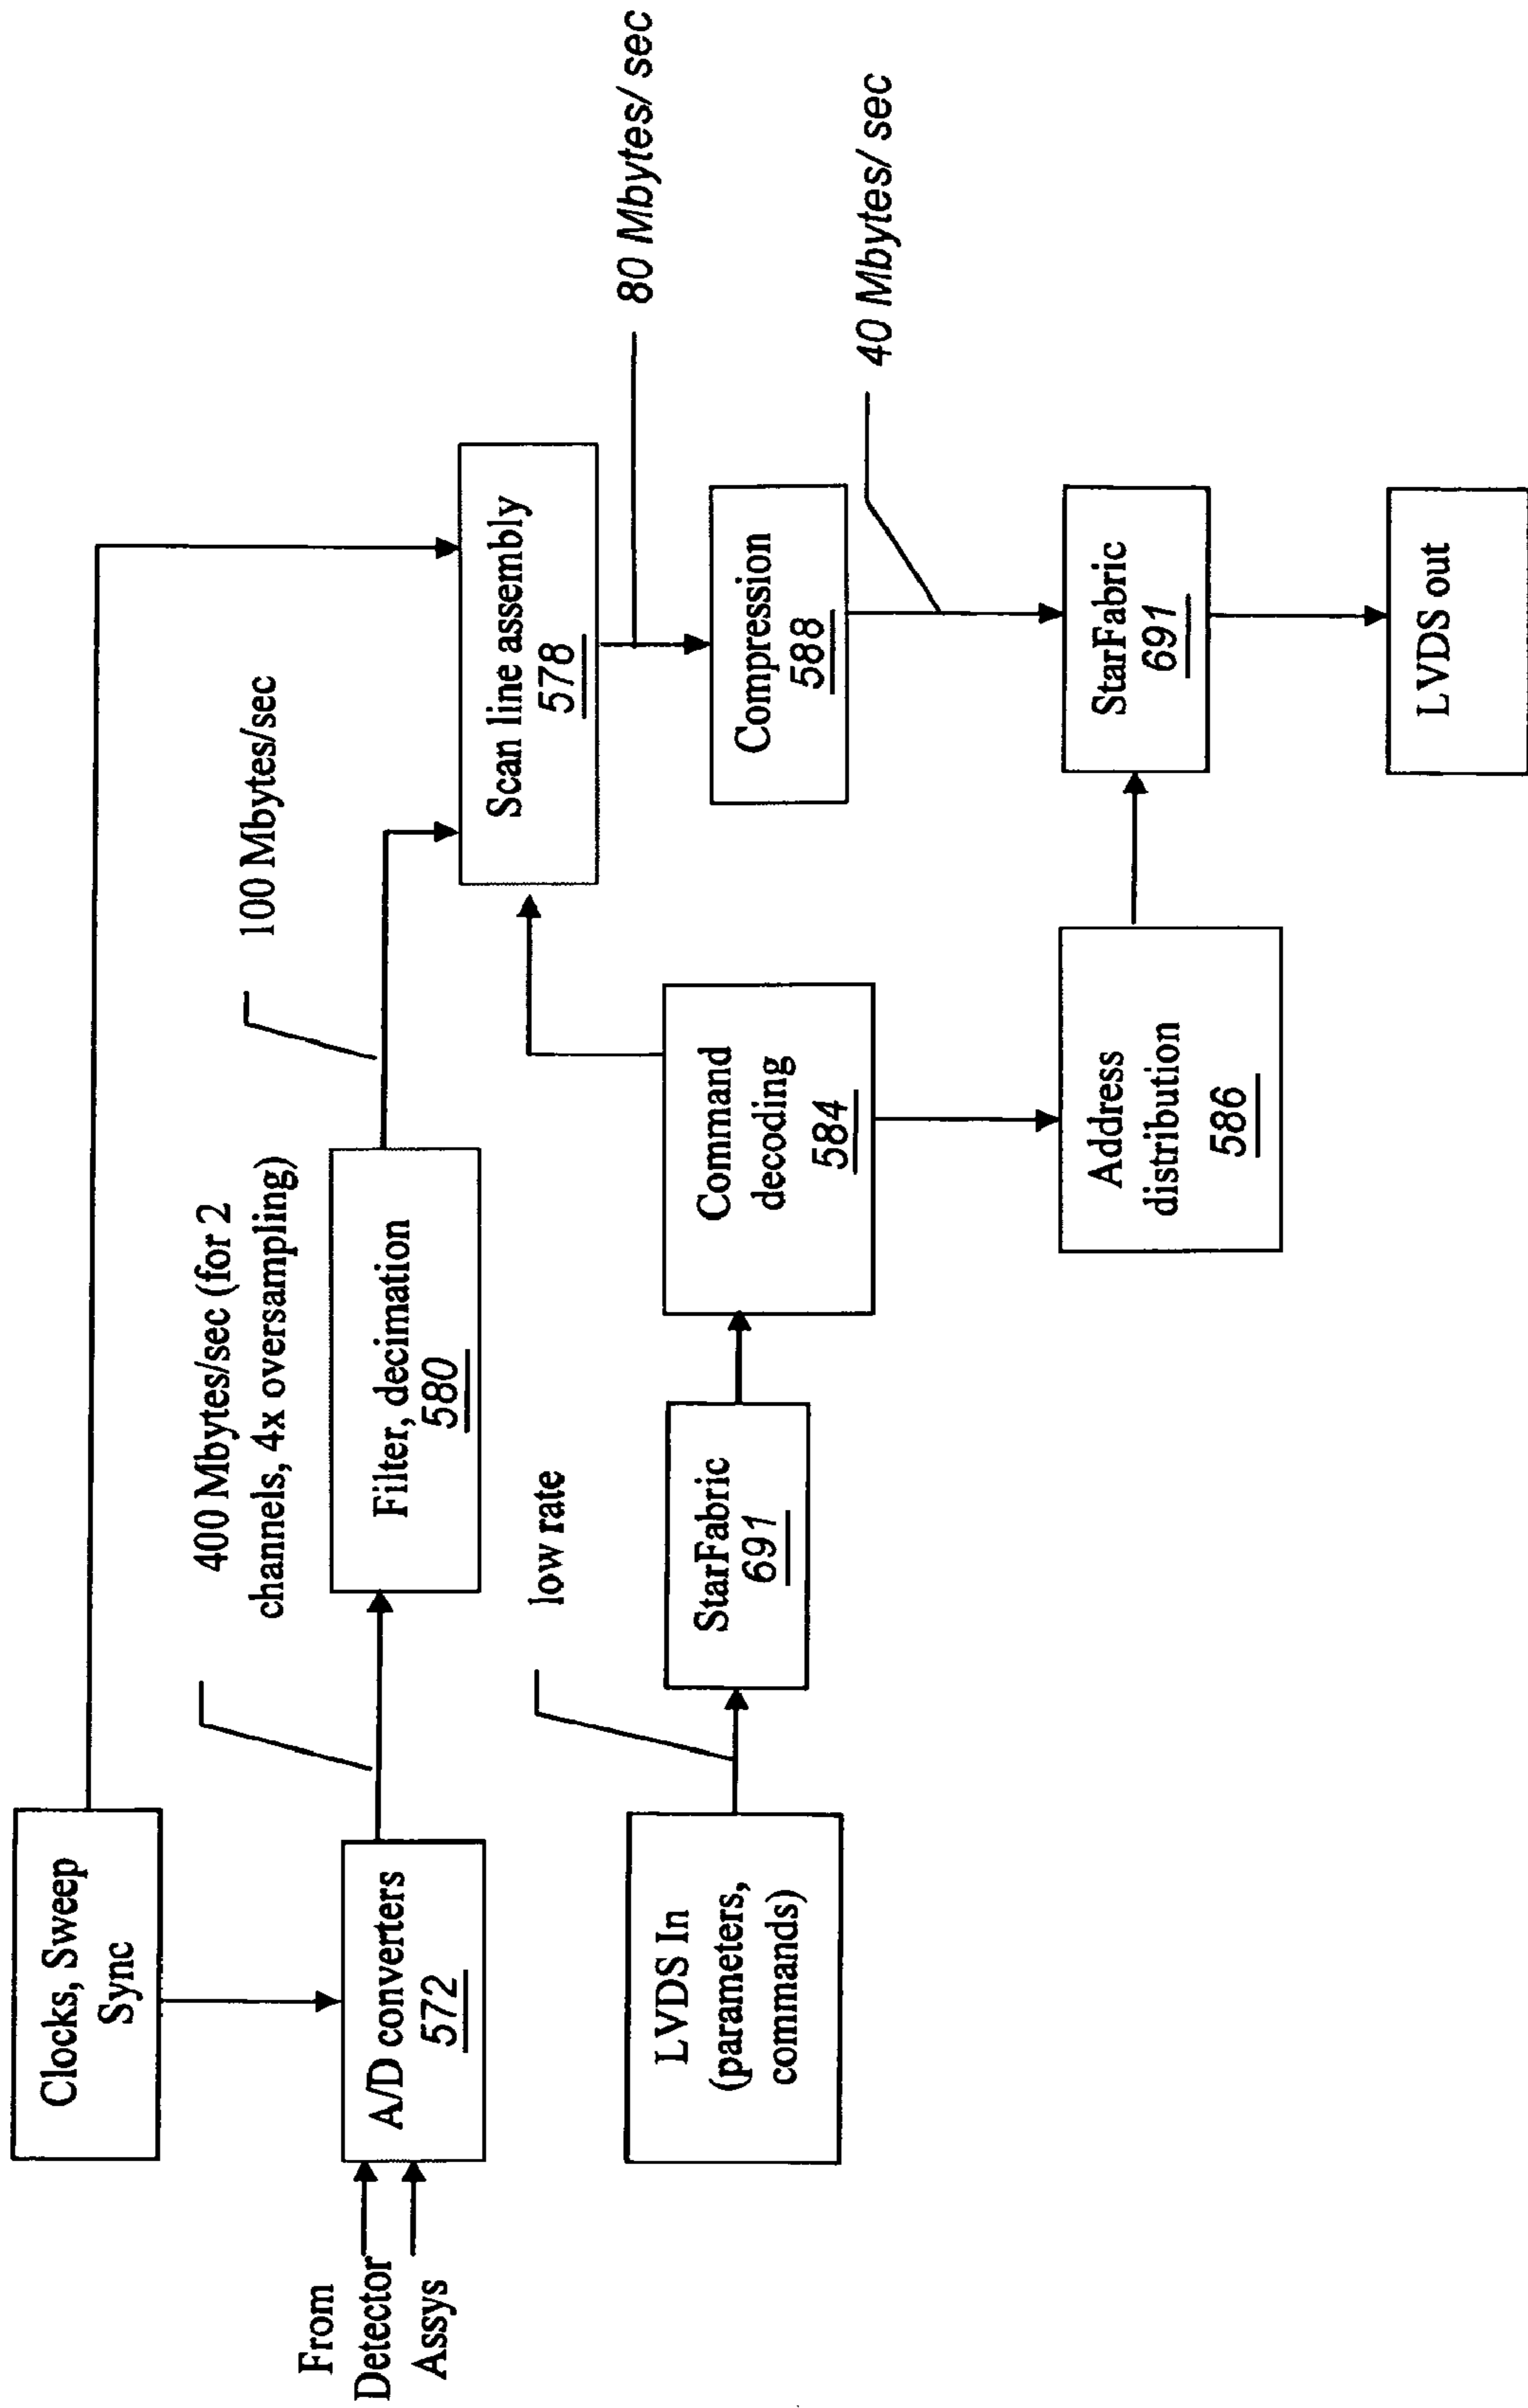 Clocks, Sweep
Sync
From
Detector
Assys
A/D converters
572
400 Mbytes/sec (for 2
channels, 4x oversampling)
Filter, decimation
580
100 Mbytes/sec
Scan line assembly
578
80 Mbytes/ sec
LVDS In
(parameters,
commands)
low rate
StarFabric
691
Command
decoding
584
Compression
588
40 Mbytes/ sec
Address
distribution
586
StarFabric
691
LVDS out